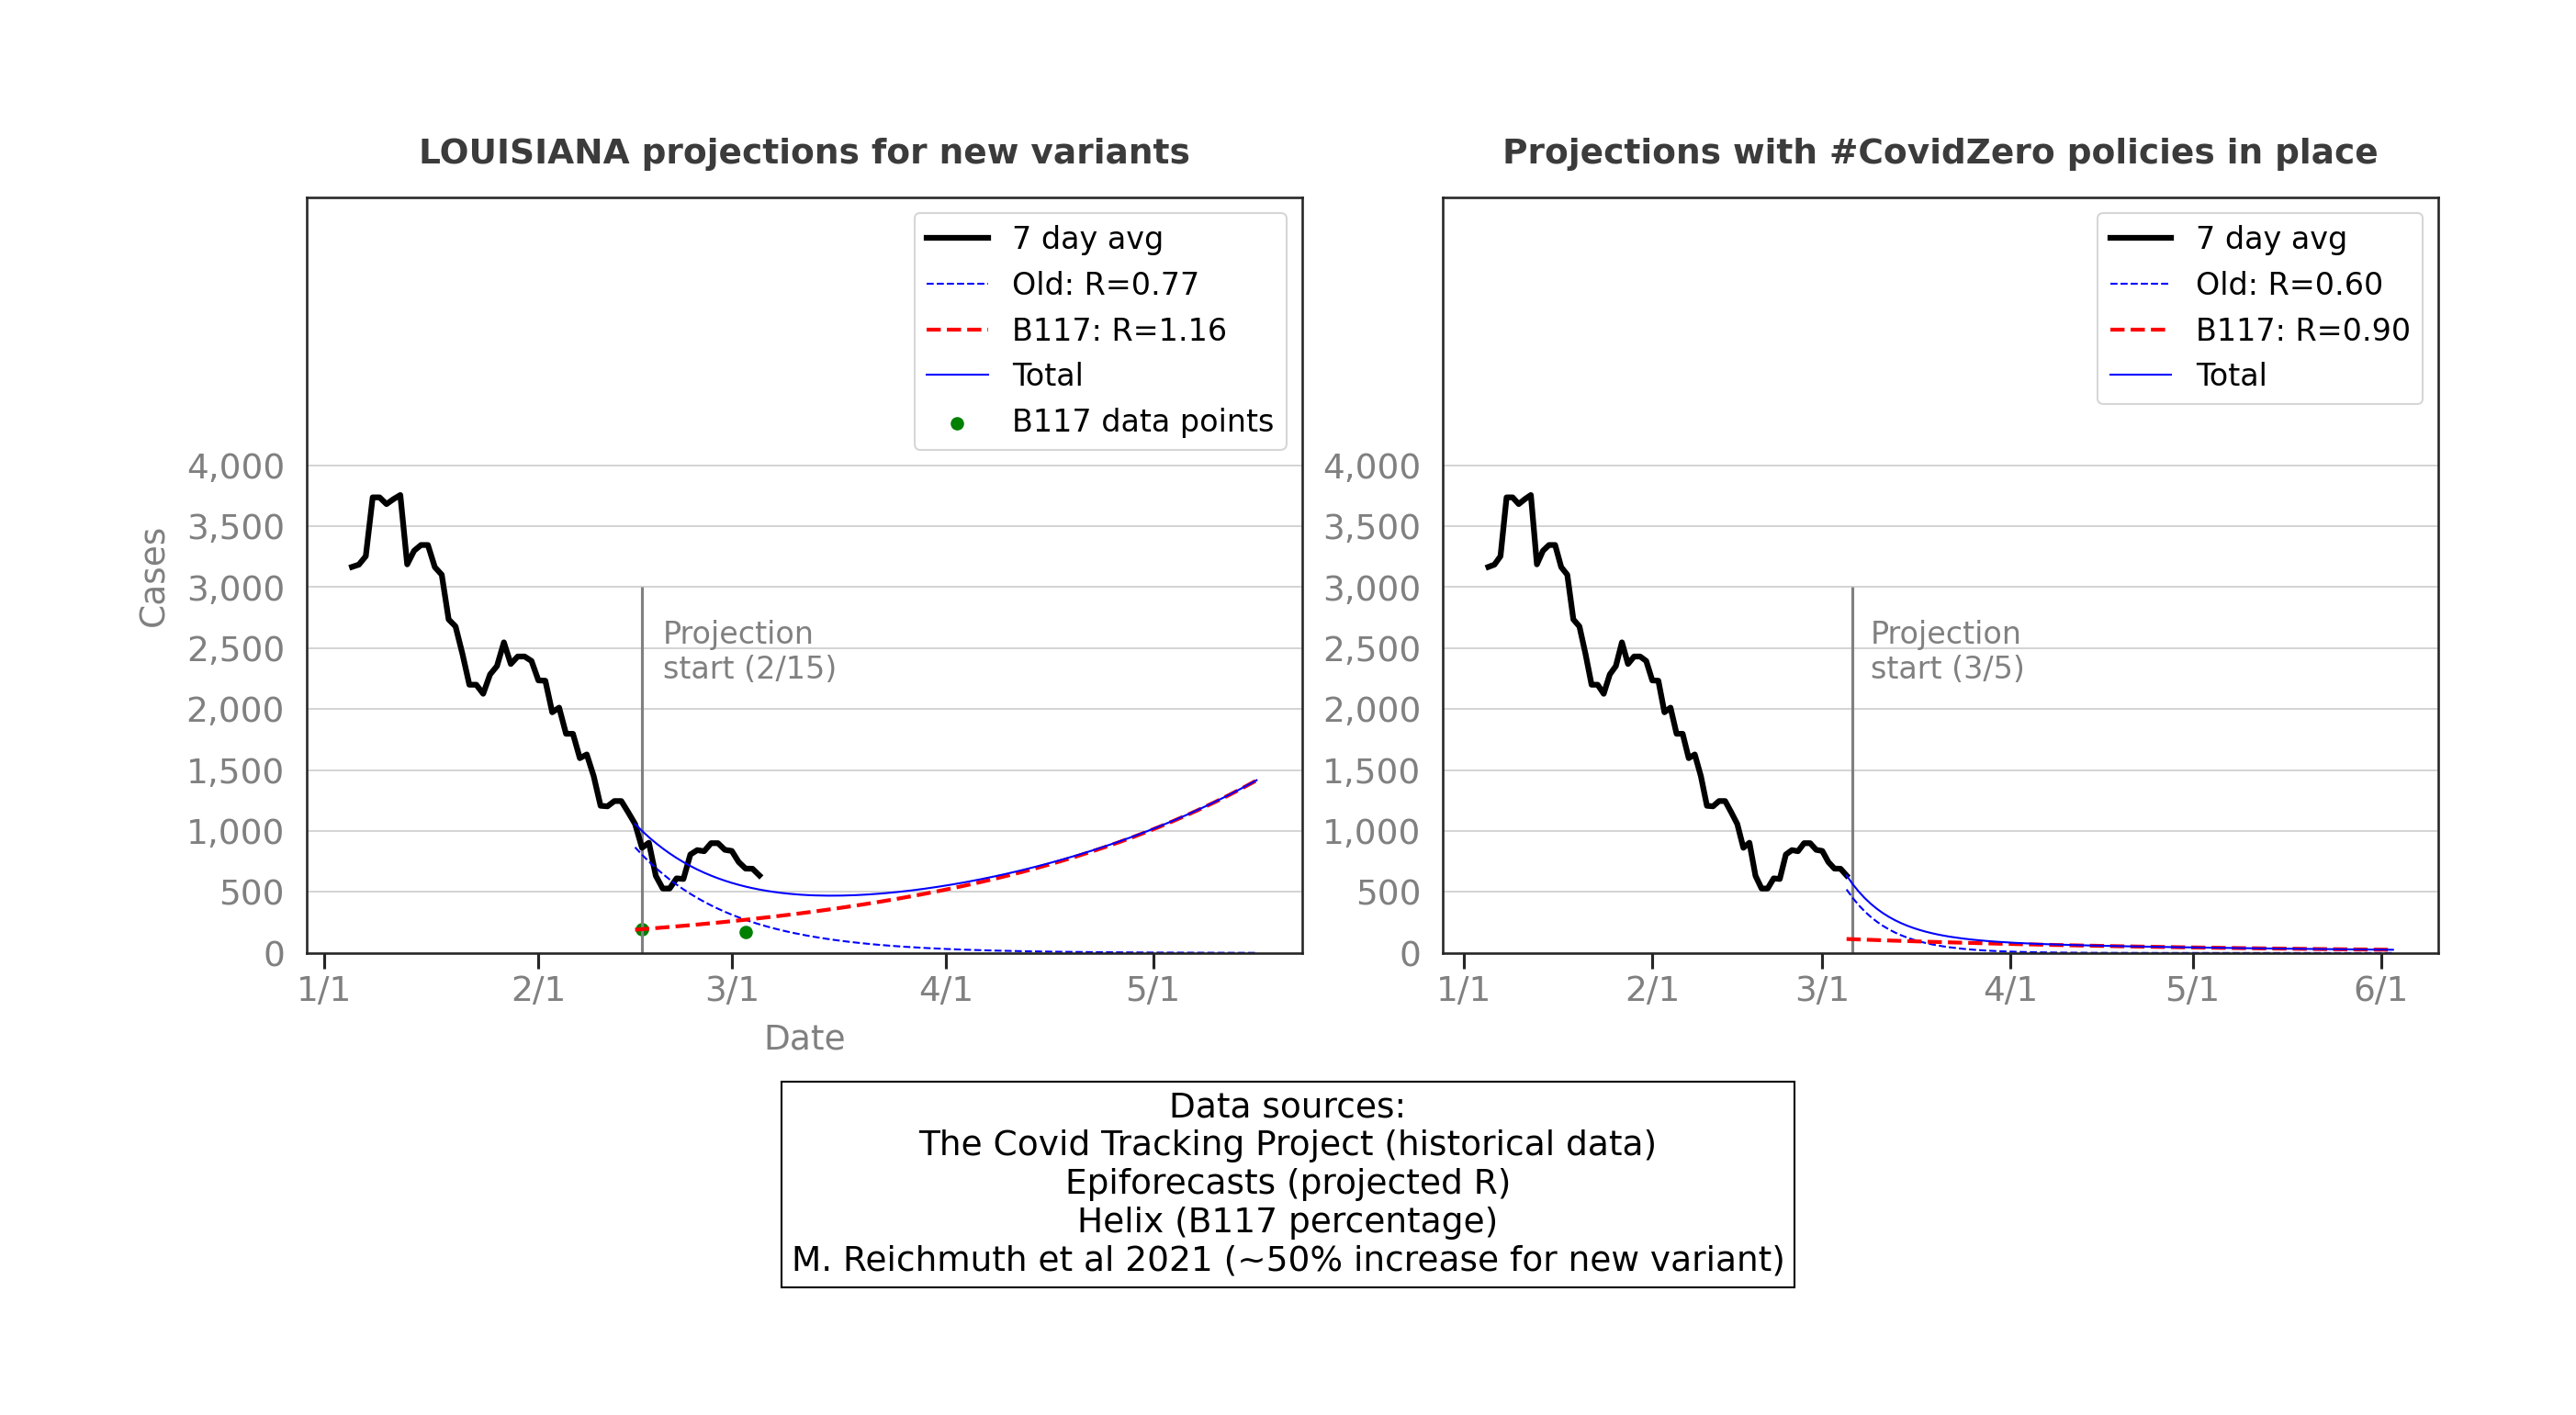 LOUISIANA projections for new variants
7 day avg
Old: R=0.77
B117: R=1.16
Total
B117 data points
Cases
4,000
3,500
3,000
2,500
2,000
1,500
1,000
500
0
Projection
start (2/15)
1/1
2/1
3/1
4/1
5/1
Date
Projections with #CovidZero policies in place
7 day avg
Old: R=0.60
B117: R=0.90
Total
4,000
3,500
3,000
2,500
2,000
1,500
1,000
500
0
Projection
start (3/5)
1/1
2/1
3/1
4/1
5/1
6/1
Data sources:
The Covid Tracking Project (historical data)
Epiforecasts (projected R)
Helix (B117 percentage)
M. Reichmuth et al 2021 (~50% increase for new variant)